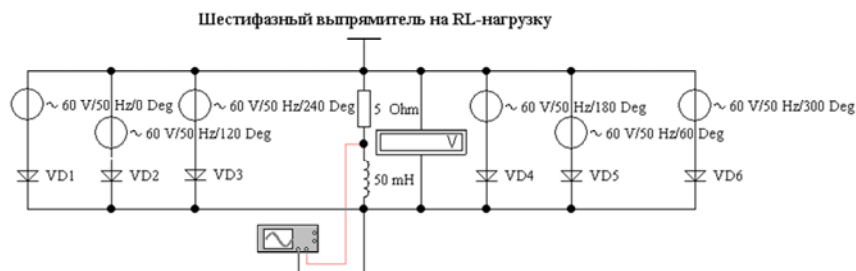 Шестифазный выпрямитель на RL-нагрузку
~ 60 V/50 Hz/0 Deg
~ 60 V/50 Hz/240 Deg
5 Ohm
~ 60 V/50 Hz/180 Deg
~ 60 V/50 Hz/300 Deg
~ 60 V/50 Hz/120 Deg
V
~ 60 V/50 Hz/60 Deg
VD1
VD2
VD3
50 mH
VD4
VD5
VD6